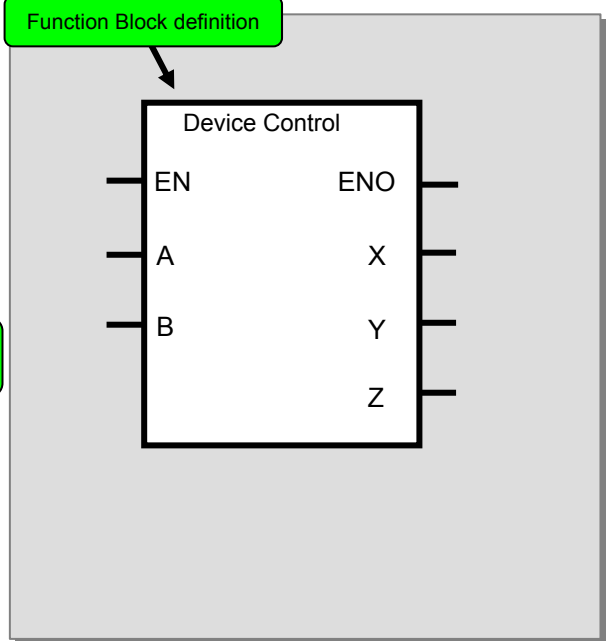 Function Block definition
Device Control
EN ENO
A X
B Y
Z